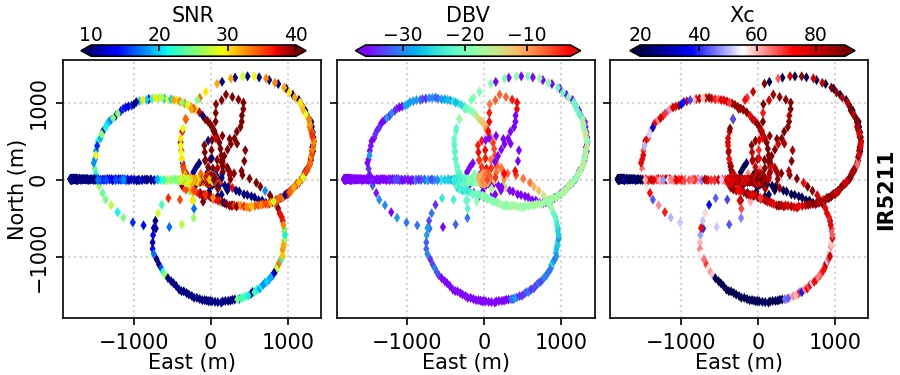 SNR
DBV
Xc
10 20 30 40
−30 −20 −10
20 40 60 80
North (m)
1000
0
−1000
IR5211
−1000 0 1000
−1000 0 1000
−1000 0 1000
East (m)
East (m)
East (m)